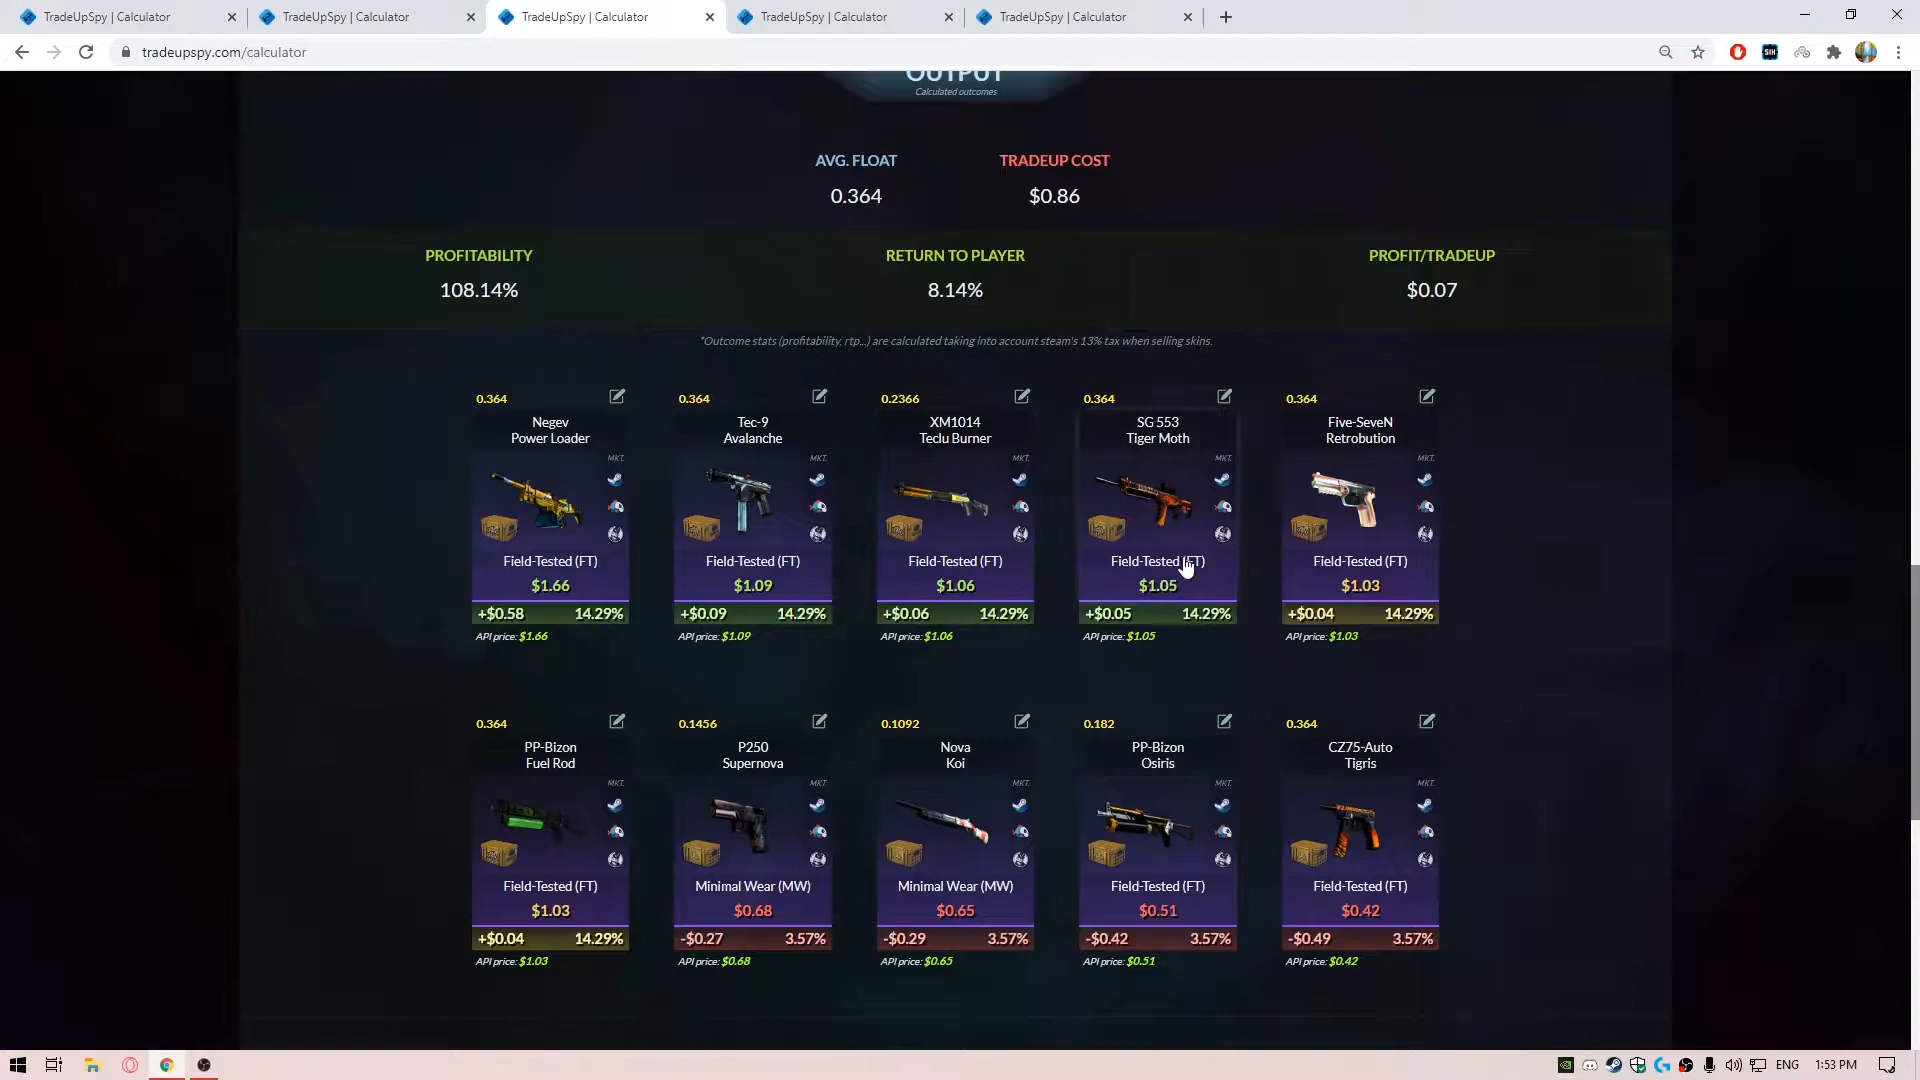 TradeUpSpy | Calculator
TradeUpSpy | Calculator
TradeUpSpy | Calculator
TradeUpSpy | Calculator
TradeUpSpy | Calculator
tradeupspy.com/calculator
OUTPUT
Calculated outcomes
AVG. FLOAT
TRADEUP COST
0.364
$0.86
PROFITABILITY
RETURN TO PLAYER
PROFIT/TRADEUP
108.14%
8.14%
$0.07
*Outcome stats (profitability, rtp...) are calculated taking into account steam's 13% tax when selling skins.
0.364
Negev
Power Loader
MKT.
Field-Tested (FT)
$1.66
+$0.58 14.29%
API price: $1.66
0.364
Tec-9
Avalanche
MKT.
Field-Tested (FT)
$1.09
+$0.09 14.29%
API price: $1.09
0.2366
XM1014
Teclu Burner
MKT.
Field-Tested (FT)
$1.06
+$0.06 14.29%
API price: $1.06
0.364
SG 553
Tiger Moth
MKT.
Field-Tested (FT)
$1.05
+$0.05 14.29%
API price: $1.05
0.364
Five-SeveN
Retrobution
MKT.
Field-Tested (FT)
$1.03
+$0.04 14.29%
API price: $1.03
0.364
PP-Bizon
Fuel Rod
MKT.
Field-Tested (FT)
$1.03
+$0.04 14.29%
API price: $1.03
0.1456
P250
Supernova
MKT.
Minimal Wear (MW)
$0.68
-$0.27 3.57%
API price: $0.68
0.1092
Nova
Koi
MKT.
Minimal Wear (MW)
$0.65
-$0.29 3.57%
API price: $0.65
0.182
PP-Bizon
Osiris
MKT.
Field-Tested (FT)
$0.51
-$0.42 3.57%
API price: $0.51
0.364
CZ75-Auto
Tigris
MKT.
Field-Tested (FT)
$0.42
-$0.49 3.57%
API price: $0.42
ENG
1:53 PM